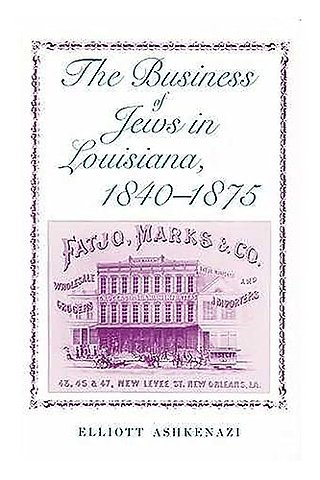 The Business
of
Jews in
Louisiana,
1840–1875
FATJO, MARKS & CO.
WHOLESALE
AND
GROCERS
IMPORTERS
43, 45 & 47, NEW LEVEE ST. NEW ORLEANS, LA.
ELLIOTT ASHKENAZI